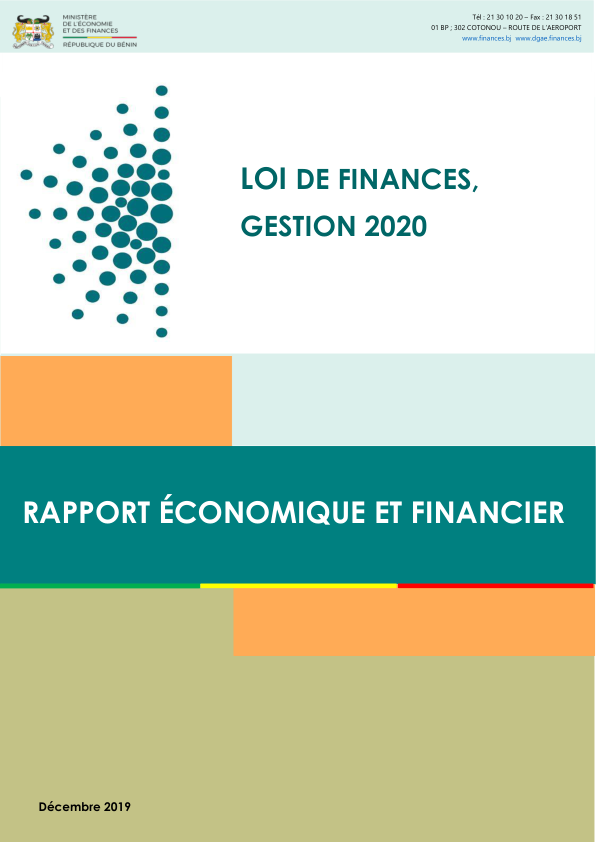 MINISTÈRE
DE L'ÉCONOMIE
ET DES FINANCES
RÉPUBLIQUE DU BÉNIN
Tél : 21 30 10 20 – Fax : 21 30 18 51
01 BP ; 302 COTONOU – ROUTE DE L'AEROPORT
www.finances.bj www.dgae.finances.bj
LOI DE FINANCES,
GESTION 2020
RAPPORT ÉCONOMIQUE ET FINANCIER
Décembre 2019